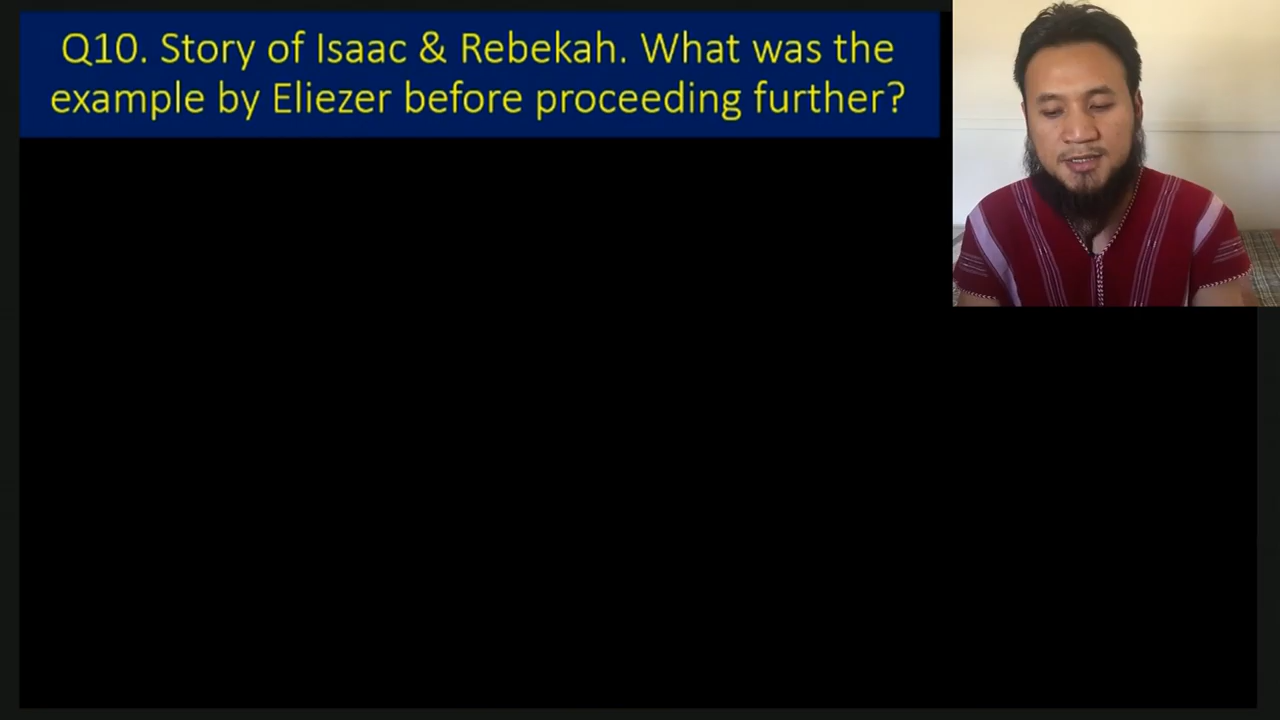 Q10. Story of Isaac & Rebekah. What was the
example by Eliezer before proceeding further?